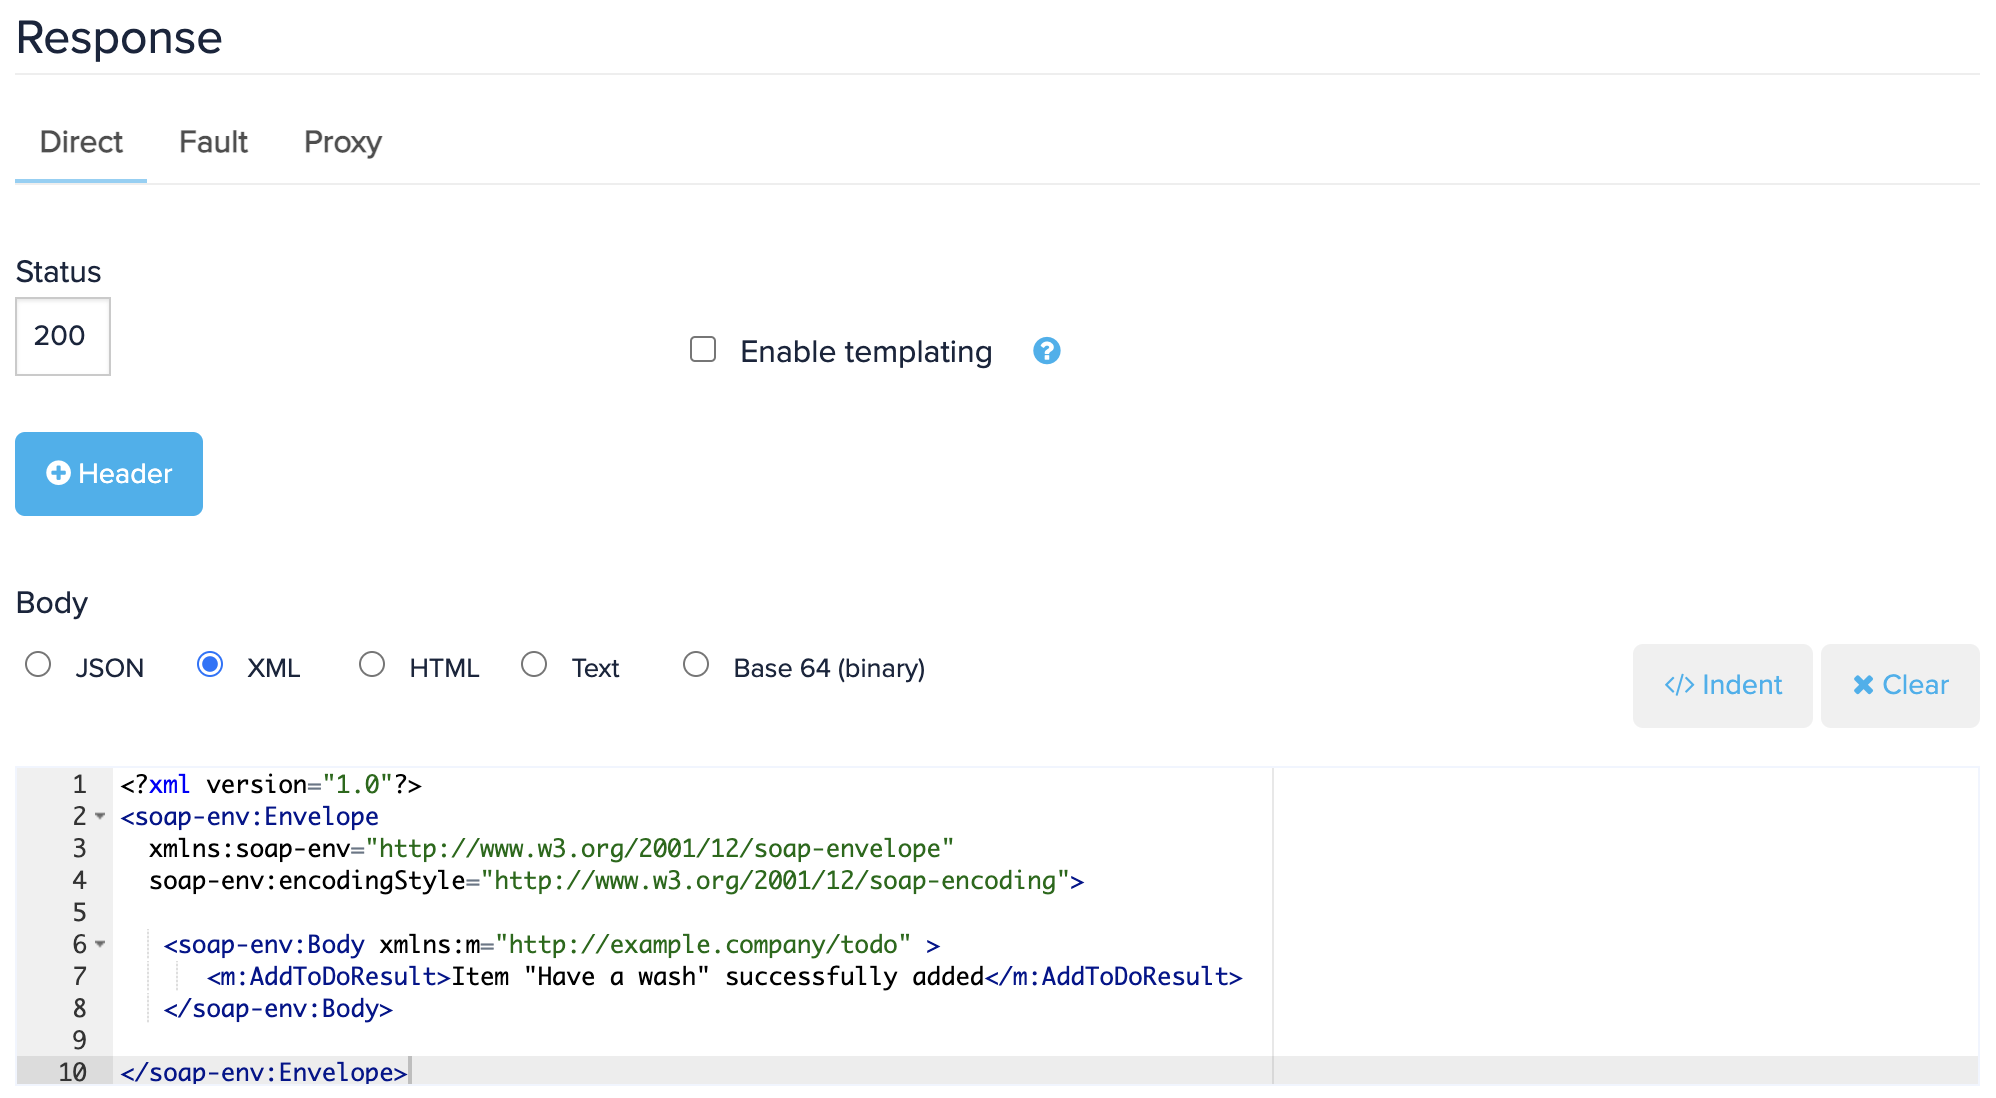 Response
Direct Fault Proxy
Status
200
Enable templating ?
Header
Body
JSON XML HTML Text Base 64 (binary)
</> Indent Clear
1 <?xml version="1.0"?>
2 <soap-env:Envelope
3 xmlns:soap-env="http://www.w3.org/2001/12/soap-envelope"
4 soap-env:encodingStyle="http://www.w3.org/2001/12/soap-encoding">
5
6 <soap-env:Body xmlns:m="http://example.company/todo" >
7 <m:AddToDoResult>Item "Have a wash" successfully added</m:AddToDoResult>
8 </soap-env:Body>
9
10 </soap-env:Envelope>